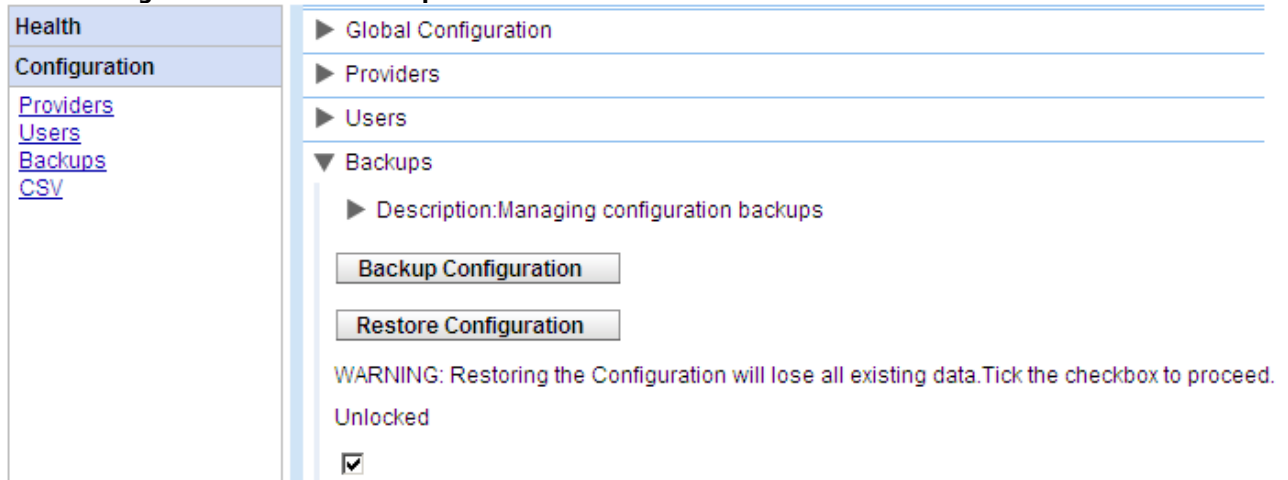 Health
Configuration
Providers
Users
Backups
CSV
Global Configuration
Providers
Users
Backups
Description:Managing configuration backups
Backup Configuration
Restore Configuration
WARNING: Restoring the Configuration will lose all existing data.Tick the checkbox to proceed.
Unlocked